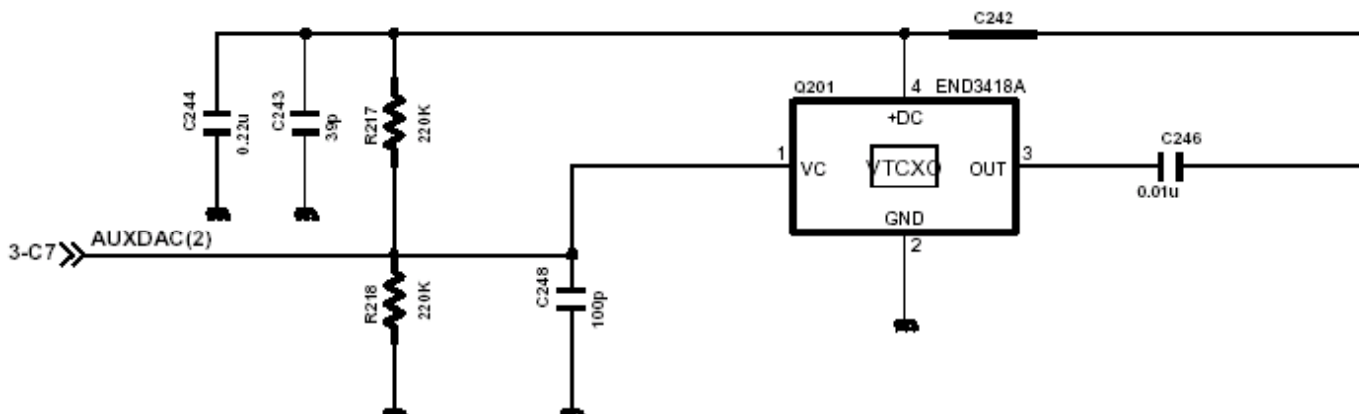 C242
Q201
4
END3418A
C244
0.22u
C243
39p
R217
220K
+DC
C246
1
VC
VTCXO
OUT
3
0.01u
GND
2
3-C7
AUXDAC(2)
R218
220K
C248
100p